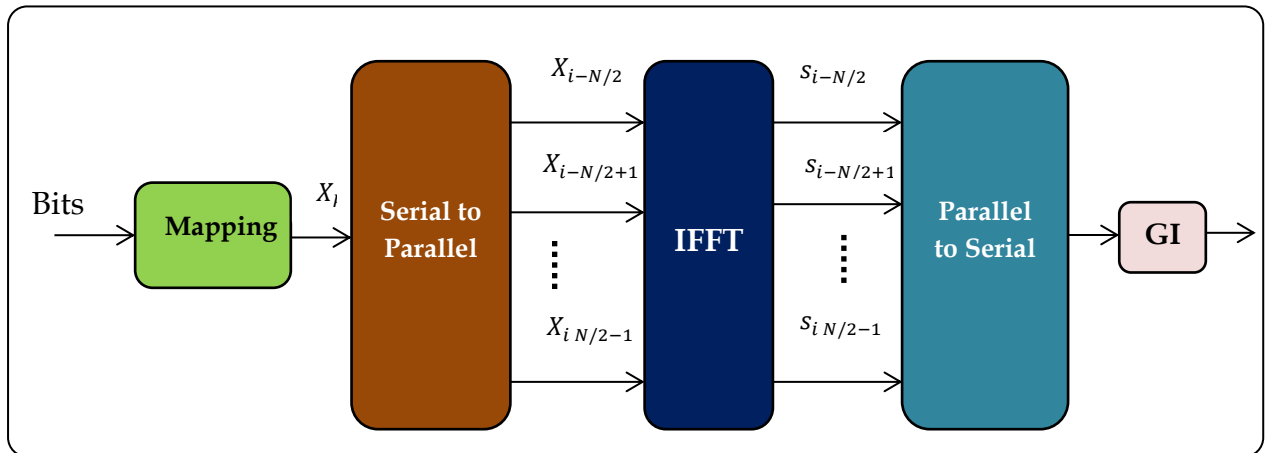 Bits
Mapping
X
Serial to
Parallel
X_{i−N/2}
X_{i−N/2+1}
X_{i N/2−1}
IFFT
s_{i−N/2}
s_{i−N/2+1}
s_{i N/2−1}
Parallel
to Serial
GI